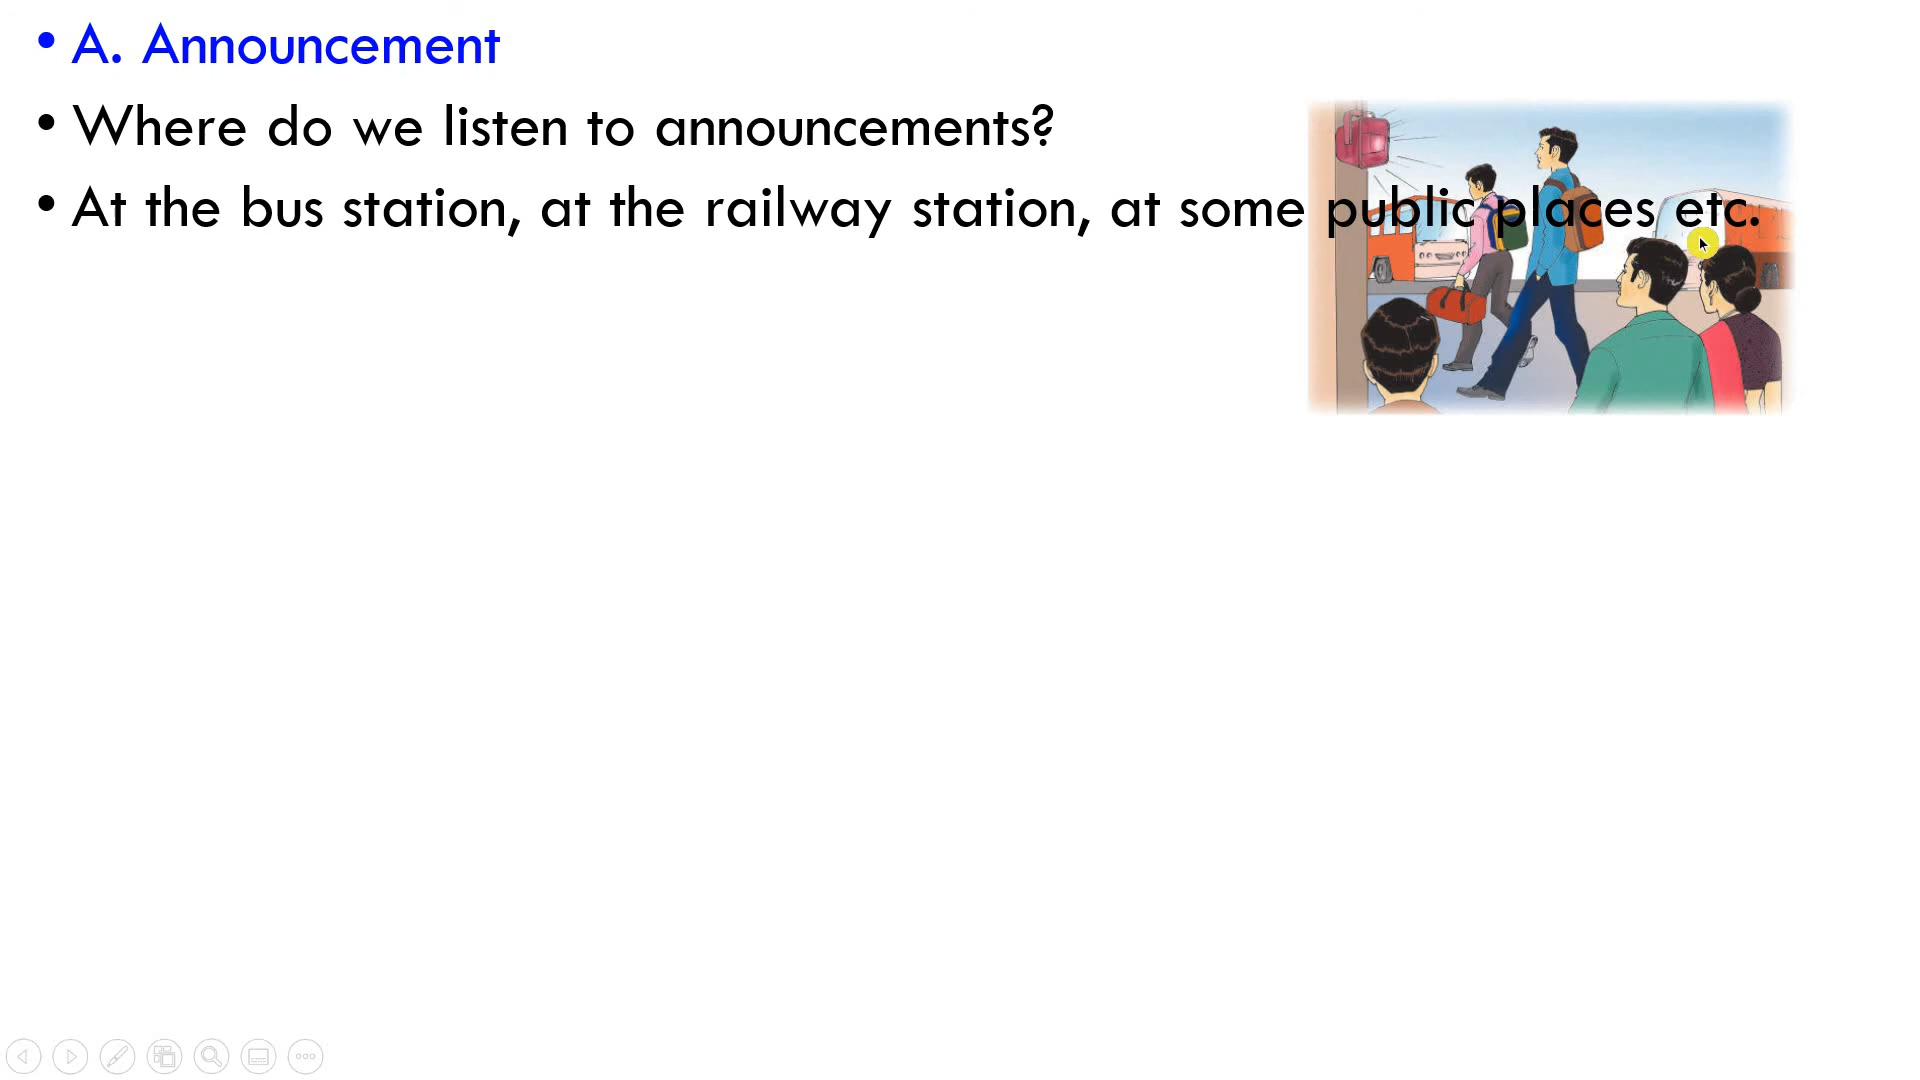 • A. Announcement
• Where do we listen to announcements?
• At the bus station, at the railway station, at some public places etc.